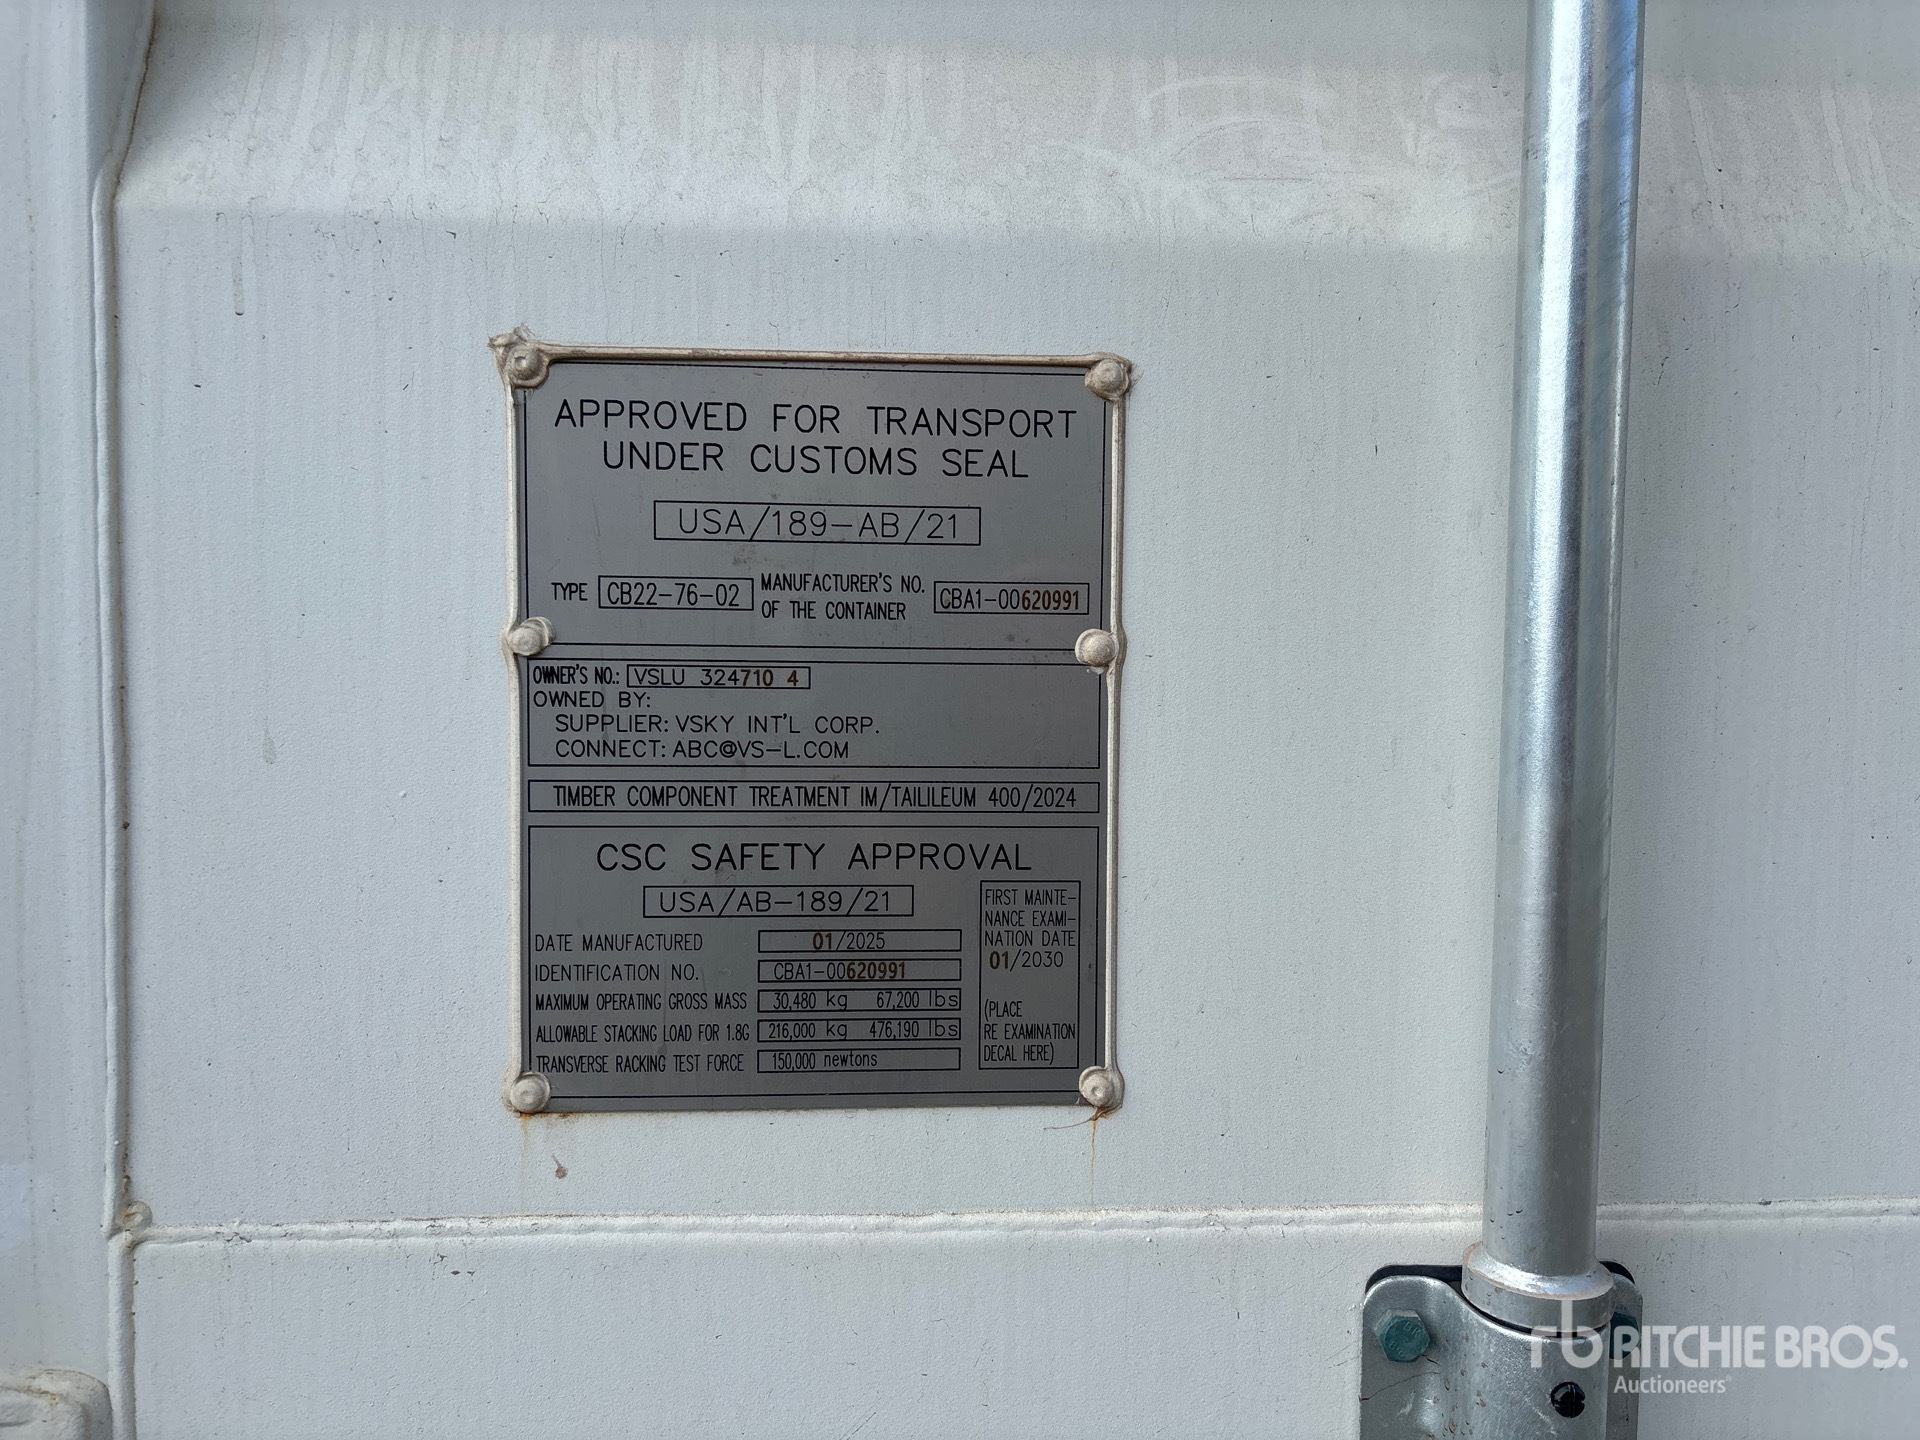 APPROVED FOR TRANSPORT
UNDER CUSTOMS SEAL
USA/189-AB/21
TYPE CB22-76-02 MANUFACTURER'S NO. OF THE CONTAINER CBA1-00620991
OWNER'S NO.: VSLU 324710 4
OWNED BY:
SUPPLIER: VSKY INT'L CORP.
CONNECT: ABC@VS-L.COM
TIMBER COMPONENT TREATMENT IM/TAILILEUM 400/2024
CSC SAFETY APPROVAL
USA/AB-189/21
DATE MANUFACTURED 01/2025
IDENTIFICATION NO. CBA1-00620991
MAXIMUM OPERATING GROSS MASS 30,480 kg 67,200 lbs
ALLOWABLE STACKING LOAD FOR 1.8G 216,000 kg 476,190 lbs
TRANSVERSE RACKING TEST FORCE 150,000 newtons
FIRST MAINTE-
NANCE EXAMI-
NATION DATE
01/2030
(PLACE
RE EXAMINATION
DECAL HERE)
rb RITCHIE BROS.
Auctioneers